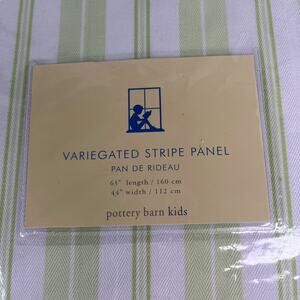 VARIEGATED STRIPE PANEL
PAN DE RIDEAU
63" length / 160 cm
44" width / 112 cm
pottery barn kids